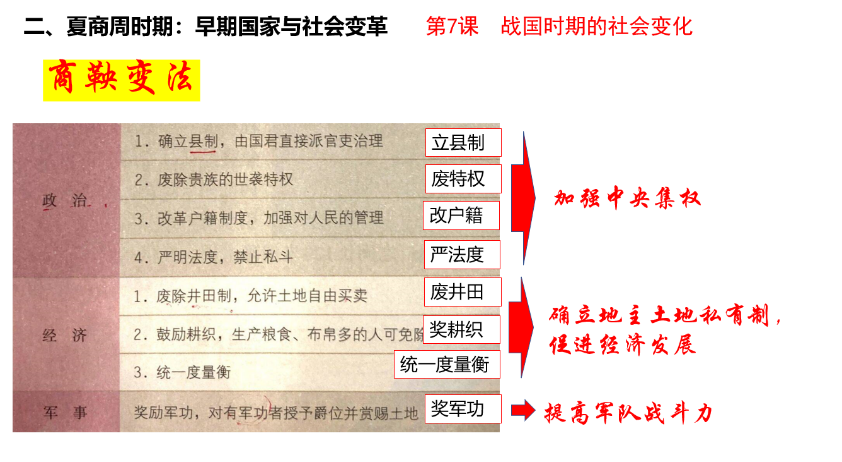 二、夏商周时期：早期国家与社会变革 第7课 战国时期的社会变化
商鞅变法
政 治
1．确立县制，由国君直接派官吏治理
立县制
2．废除贵族的世袭特权
废特权
3．改革户籍制度，加强对人民的管理
改户籍
4．严明法度，禁止私斗
严法度
加强中央集权
经 济
1．废除井田制，允许土地自由买卖
废井田
2．鼓励耕织，生产粮食、布帛多的人可免除
奖耕织
3．统一度量衡
统一度量衡
确立地主土地私有制，
促进经济发展
军 事
奖励军功，对有军功者授予爵位并赏赐土地
奖军功
提高军队战斗力